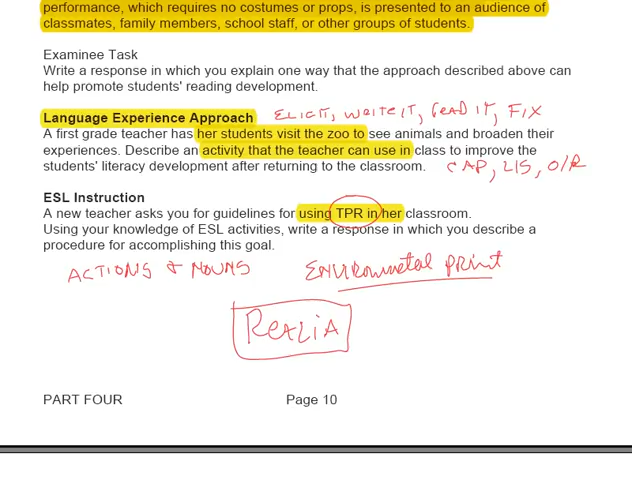 performance, which requires no costumes or props, is presented to an audience of
classmates, family members, school staff, or other groups of students.
Examinee Task
Write a response in which you explain one way that the approach described above can
help promote students' reading development.
Language Experience Approach ELICIT, WRITE IT, READ IT, FIX
A first grade teacher has her students visit the zoo to see animals and broaden their
experiences. Describe an activity that the teacher can use in class to improve the
students' literacy development after returning to the classroom. CAP, L/S, O/R
ESL Instruction
A new teacher asks you for guidelines for using TPR in her classroom.
Using your knowledge of ESL activities, write a response in which you describe a
procedure for accomplishing this goal.
ACTIONS & NOUNS ENVIRONMETAL PRINT
REALIA
PART FOUR Page 10